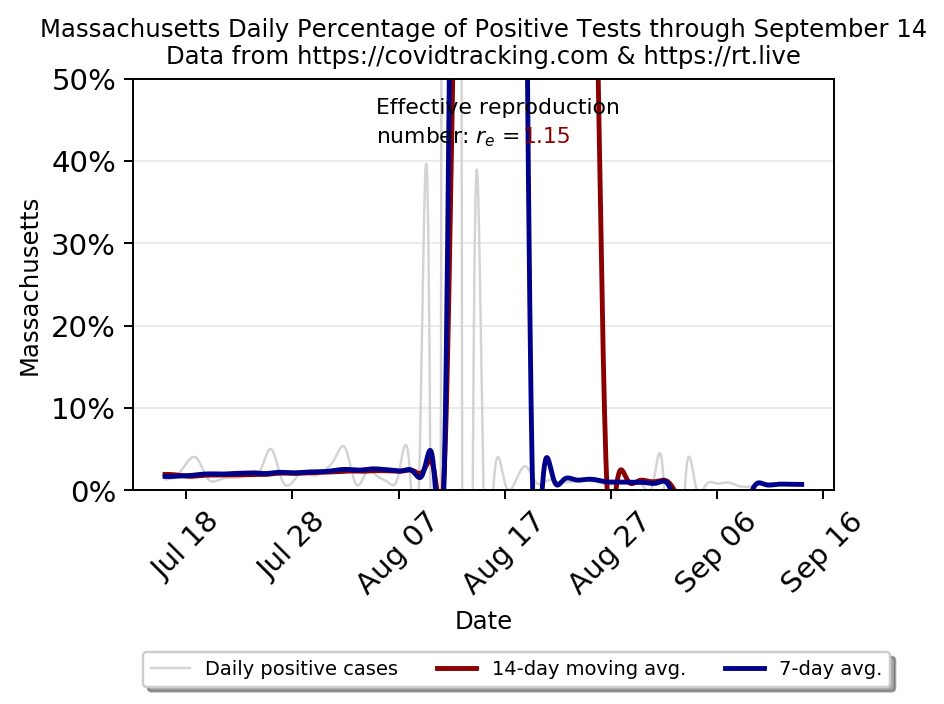 Massachusetts Daily Percentage of Positive Tests through September 14
Data from https://covidtracking.com & https://rt.live
50%
Effective reproduction
number: rₑ = 1.15
40%
30%
20%
10%
0%
Massachusetts
Jul 18
Jul 28
Aug 07
Aug 17
Aug 27
Sep 06
Sep 16
Date
Daily positive cases
14-day moving avg.
7-day avg.